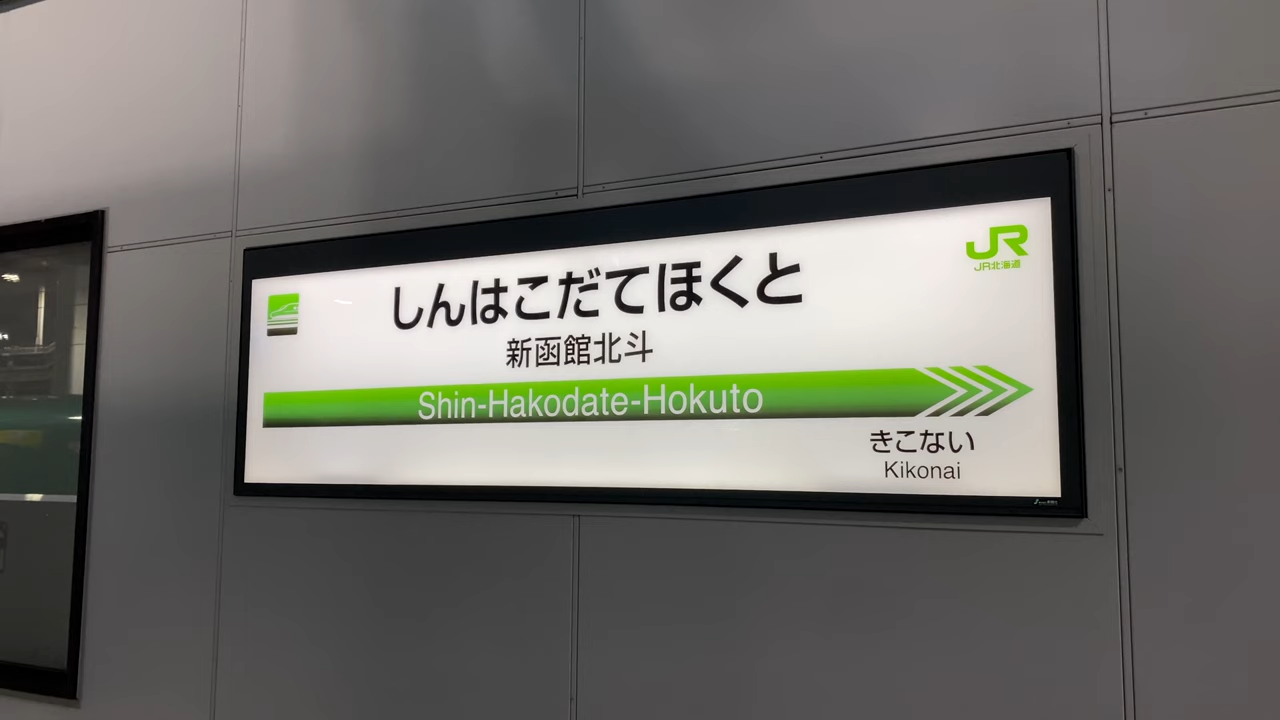 JR
JR北海道
しんはこだてほくと
新函館北斗
Shin-Hakodate-Hokuto
きこない
Kikonai